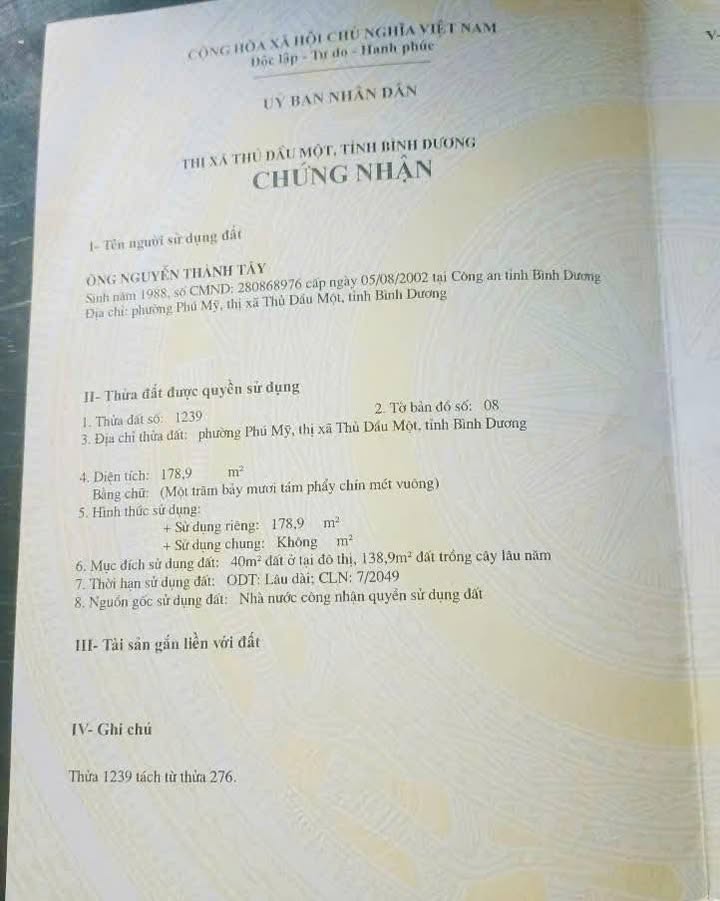 CỘNG HÒA XÃ HỘI CHỦ NGHĨA VIỆT NAM
Độc lập - Tự do - Hạnh phúc
UỶ BAN NHÂN DÂN
THỊ XÃ THỦ DẦU MỘT, TỈNH BÌNH DƯƠNG
CHỨNG NHẬN
I- Tên người sử dụng đất
ÔNG NGUYỄN THÀNH TÂY
Sinh năm 1988, số CMND: 280868976 cấp ngày 05/08/2002 tại Công an tỉnh Bình Dương
Địa chỉ: phường Phú Mỹ, thị xã Thủ Dầu Một, tỉnh Bình Dương
II- Thửa đất được quyền sử dụng
1. Thửa đất số: 1239 2. Tờ bản đồ số: 08
3. Địa chỉ thửa đất: phường Phú Mỹ, thị xã Thủ Dầu Một, tỉnh Bình Dương
4. Diện tích: 178,9 m²
Bằng chữ: (Một trăm bảy mươi tám phẩy chín mét vuông)
5. Hình thức sử dụng:
+ Sử dụng riêng: 178,9 m²
+ Sử dụng chung: Không m²
6. Mục đích sử dụng đất: 40m² đất ở tại đô thị, 138,9m² đất trồng cây lâu năm
7. Thời hạn sử dụng đất: ODT: Lâu dài; CLN: 7/2049
8. Nguồn gốc sử dụng đất: Nhà nước công nhận quyền sử dụng đất
III- Tài sản gắn liền với đất
IV- Ghi chú
Thửa 1239 tách từ thửa 276.
V-